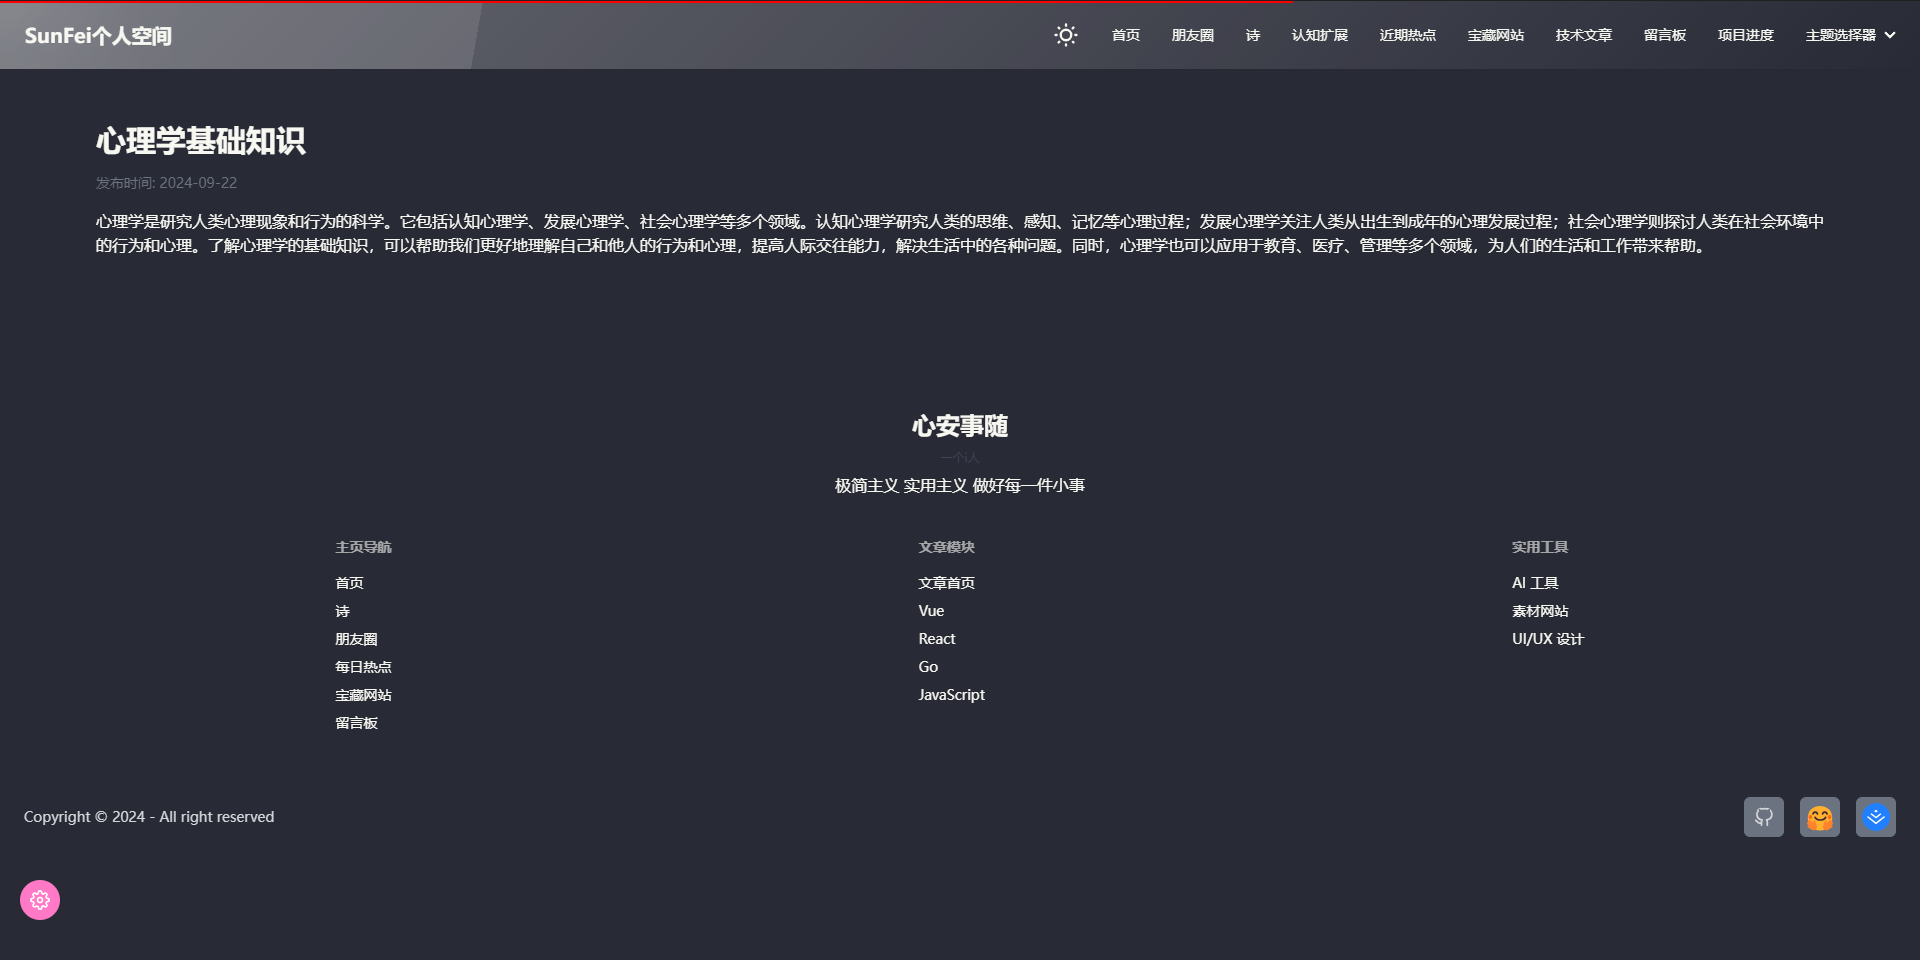 SunFei个人空间
首页 朋友圈 诗 认知扩展 近期热点 宝藏网站 技术文章 留言板 项目进度 主题选择器
心理学基础知识
发布时间: 2024-09-22
心理学是研究人类心理现象和行为的科学。它包括认知心理学、发展心理学、社会心理学等多个领域。认知心理学研究人类的思维、感知、记忆等心理过程；发展心理学关注人类从出生到成年的心理发展过程；社会心理学则探讨人类在社会环境中
的行为和心理。了解心理学的基础知识，可以帮助我们更好地理解自己和他人的行为和心理，提高人际交往能力，解决生活中的各种问题。同时，心理学也可以应用于教育、医疗、管理等多个领域，为人们的生活和工作带来帮助。
心安事随
一个i人
极简主义 实用主义 做好每一件小事
主页导航
首页
诗
朋友圈
每日热点
宝藏网站
留言板
文章模块
文章首页
Vue
React
Go
JavaScript
实用工具
AI 工具
素材网站
UI/UX 设计
Copyright © 2024 - All right reserved